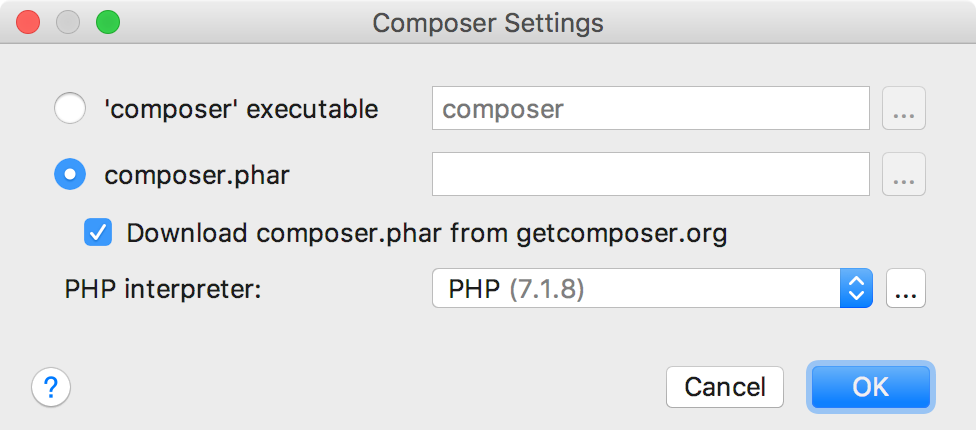 Composer Settings
'composer' executable composer ...
composer.phar ...
Download composer.phar from getcomposer.org
PHP interpreter: PHP (7.1.8) ...
? Cancel OK